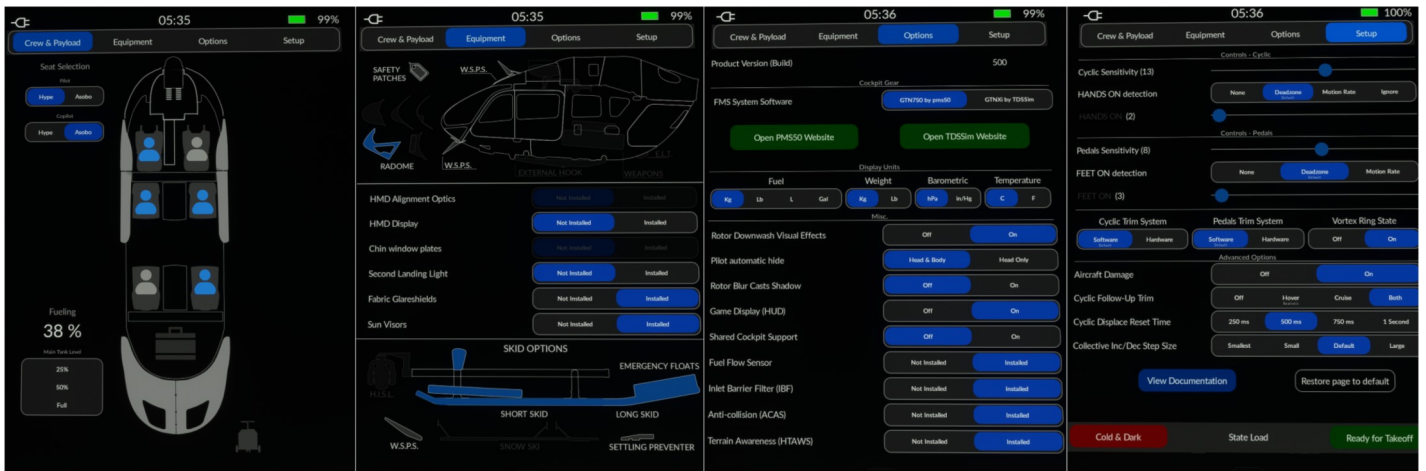 05:35
99%
Crew & Payload Equipment Options Setup
Seat Selection
Pilot
Hype Asobo
Copilot
Hype Asobo
Fueling
38 %
Main Tank Level
25%
50%
Full
05:35
99%
Crew & Payload Equipment Options Setup
SAFETY PATCHES
W.S.P.S.
RADOME
W.S.P.S.
E.L.T
EXTERNAL HOOK
WEAPONS
HMD Alignment Optics Not Installed Installed
HMD Display Not Installed Installed
Chin window plates Not Installed Installed
Second Landing Light Not Installed Installed
Fabric Glareshields Not Installed Installed
Sun Visors Not Installed Installed
SKID OPTIONS
EMERGENCY FLOATS
H.I.S.L.
SHORT SKID
LONG SKID
W.S.P.S.
SNOW SKI
SETTLING PREVENTER
05:36
99%
Crew & Payload Equipment Options Setup
Product Version (Build) 500
Cockpit Gear
FMS System Software GTN750 by pms50 GTNXi by TDSSim
Open PMS50 Website Open TDSSim Website
Display Units
Fuel Weight Barometric Temperature
Kg Lb L Gal Kg Lb hPa in/Hg C F
Misc.
Rotor Downwash Visual Effects Off On
Pilot automatic hide Head & Body Head Only
Rotor Blur Casts Shadow Off On
Game Display (HUD) Off On
Shared Cockpit Support Off On
Fuel Flow Sensor Not Installed Installed
Inlet Barrier Filter (IBF) Not Installed Installed
Anti-collision (ACAS) Not Installed Installed
Terrain Awareness (HTAWS) Not Installed Installed
05:36
100%
Crew & Payload Equipment Options Setup
Controls - Cyclic
Cyclic Sensitivity (13)
HANDS ON detection None Deadzone Default Motion Rate Ignore
HANDS ON (2)
Controls - Pedals
Pedals Sensitivity (8)
FEET ON detection None Deadzone Default Motion Rate
FEET ON (3)
Cyclic Trim System Pedals Trim System Vortex Ring State
Software Default Hardware Software Default Hardware Off On
Advanced Options
Aircraft Damage Off On
Cyclic Follow-Up Trim Off Hover Realistic Cruise Both
Cyclic Displace Reset Time 250 ms 500 ms 750 ms 1 Second
Collective Inc/Dec Step Size Smallest Small Default Large
View Documentation Restore page to default
Cold & Dark State Load Ready for Takeoff